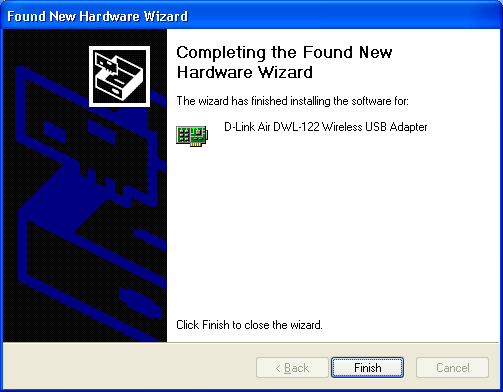 Found New Hardware Wizard
Completing the Found New
Hardware Wizard
The wizard has finished installing the software for:
D-Link Air DWL-122 Wireless USB Adapter
Click Finish to close the wizard.
< Back
Finish
Cancel